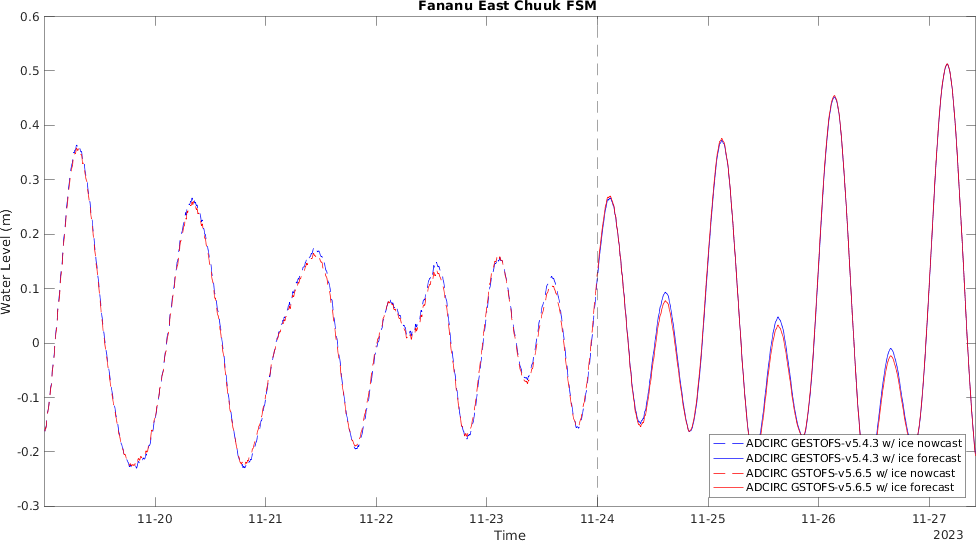 Fananu East Chuuk FSM
Water Level (m)
0.6
0.5
0.4
0.3
0.2
0.1
0
-0.1
-0.2
-0.3
ADCIRC GESTOFS-v5.4.3 w/ ice nowcast
ADCIRC GESTOFS-v5.4.3 w/ ice forecast
ADCIRC GSTOFS-v5.6.5 w/ ice nowcast
ADCIRC GSTOFS-v5.6.5 w/ ice forecast
11-20 11-21 11-22 11-23 11-24 11-25 11-26 11-27
Time
2023